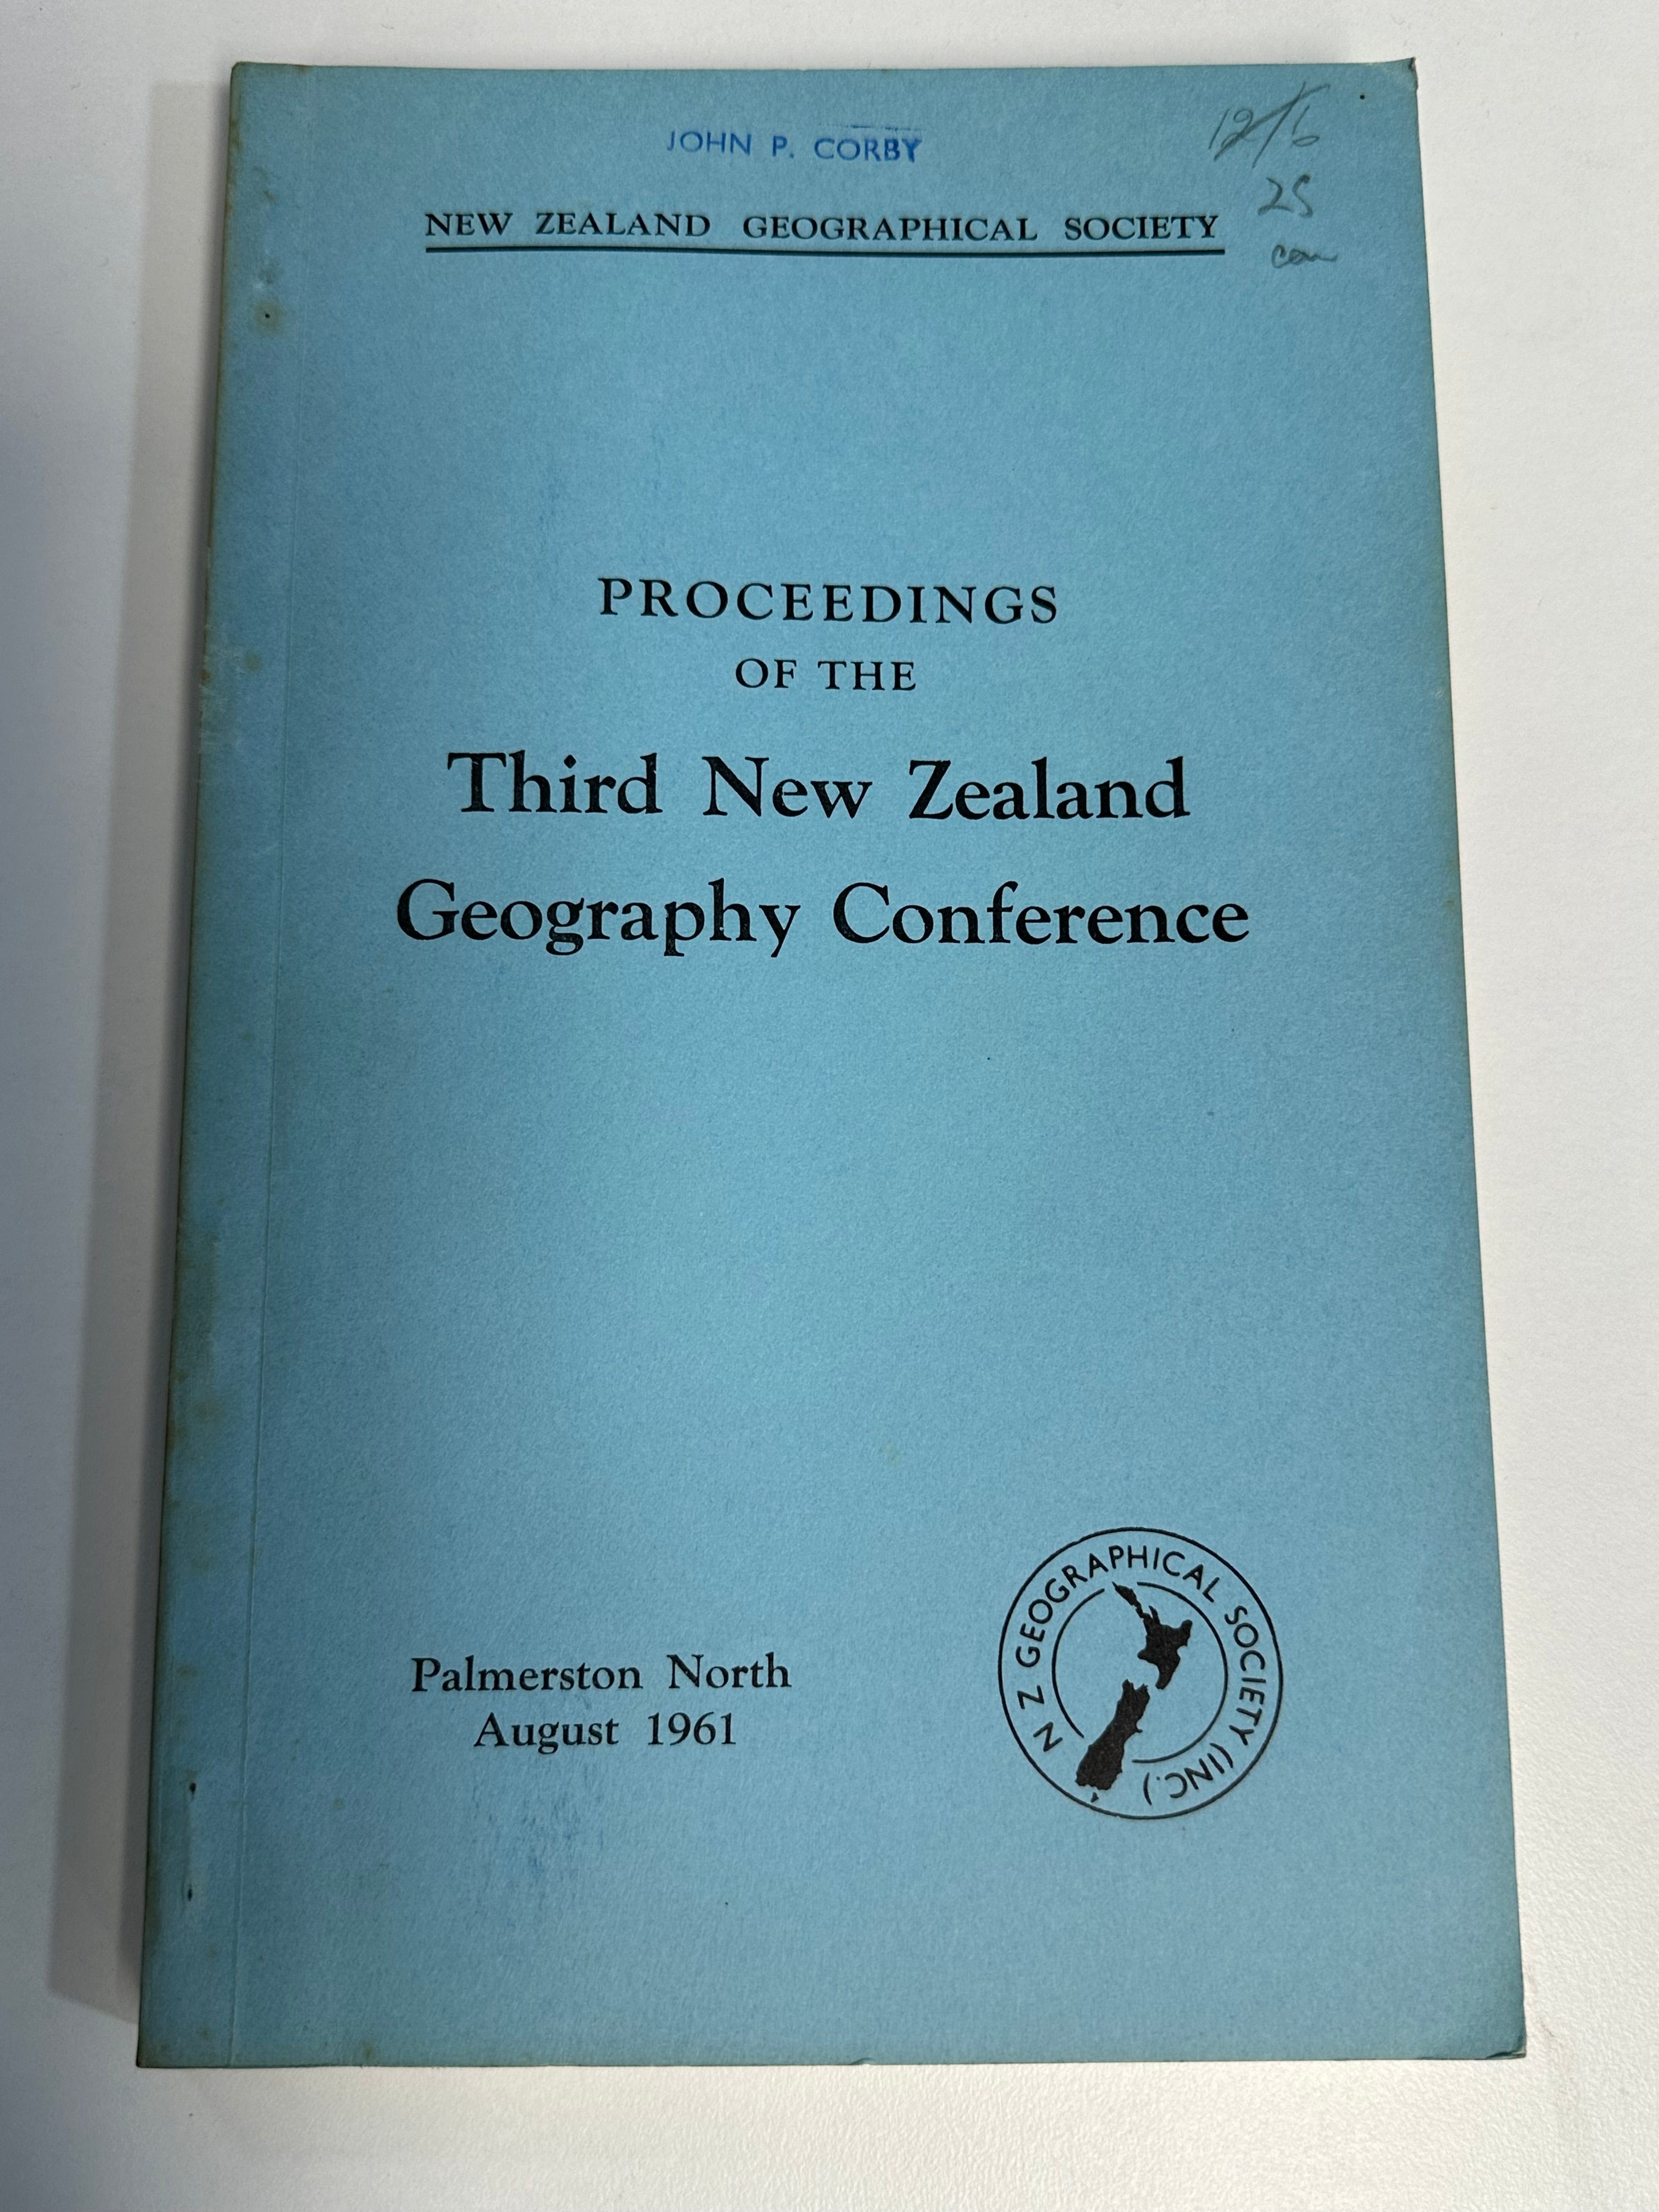 JOHN P. CORBY
12/6
25
NEW ZEALAND GEOGRAPHICAL SOCIETY
PROCEEDINGS
OF THE
Third New Zealand
Geography Conference
Palmerston North
August 1961
N Z GEOGRAPHICAL SOCIETY (INC.)